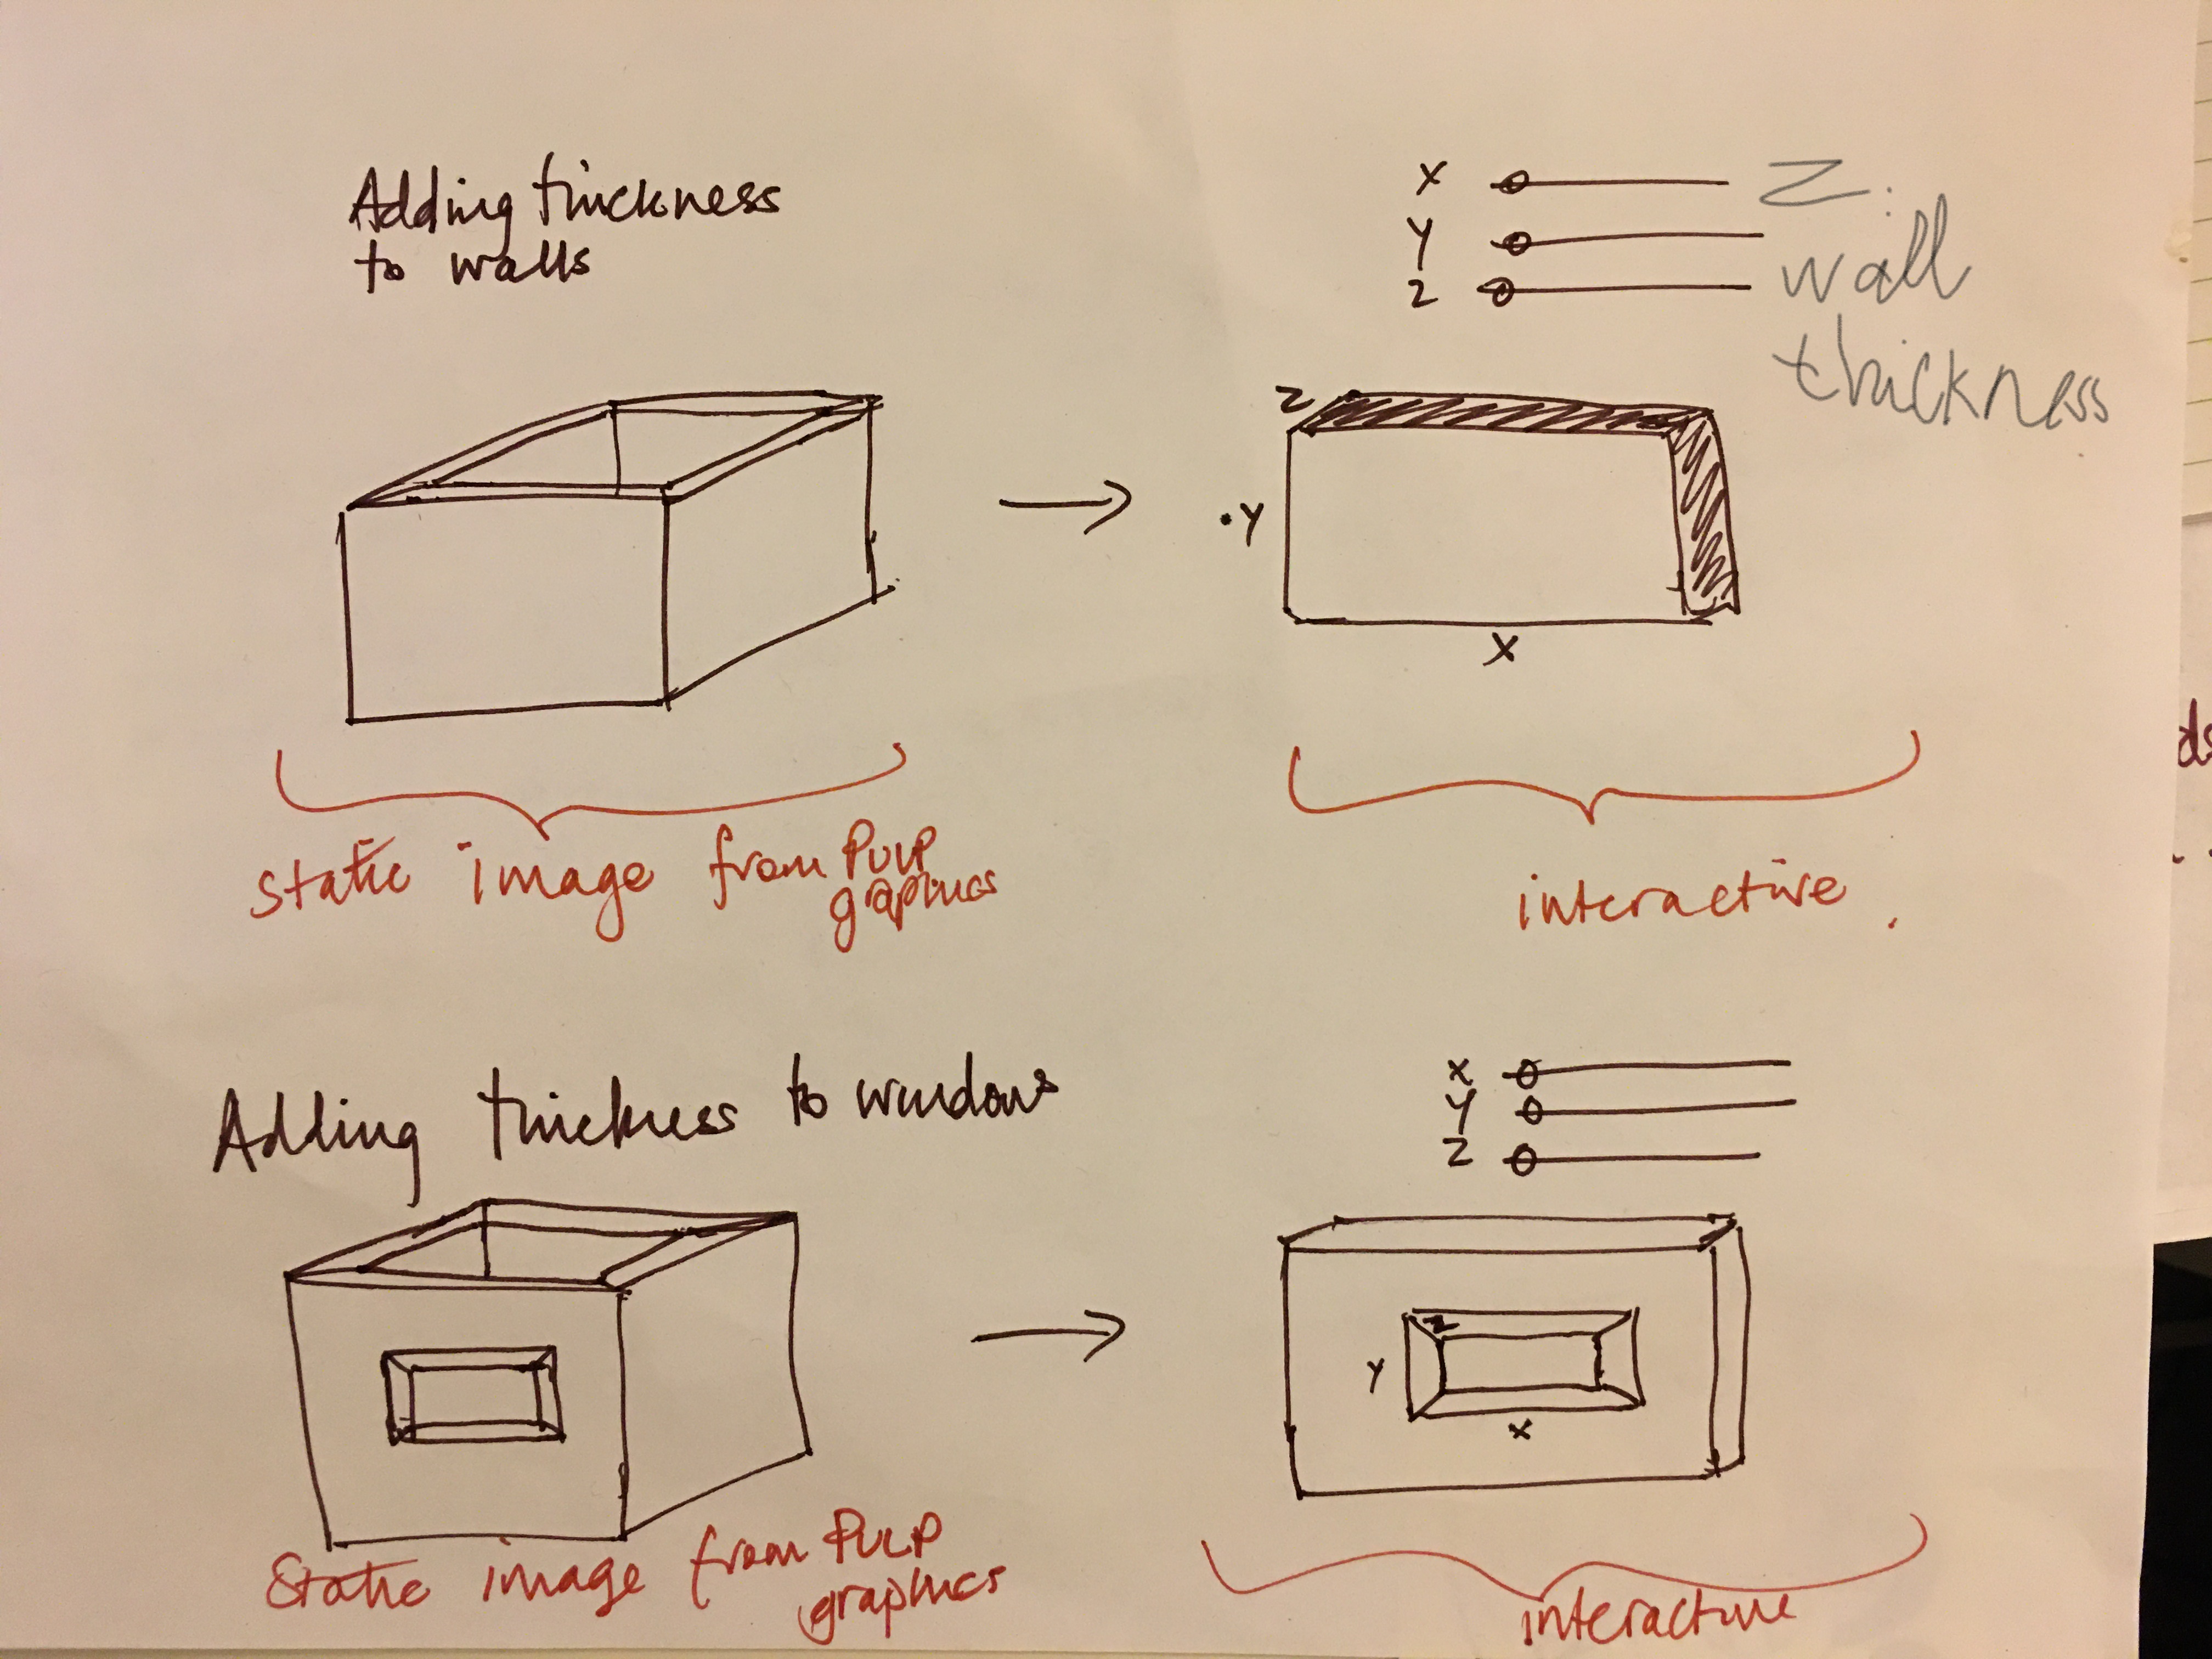 Adding thickness
to walls
X
Y
Z
Z:
wall
thickness
Z
Y
X
static image from PULP
graphics
interactive.
Adding thickness to windows
X
Y
Z
Z
Y
X
Static image from PULP
graphics
interactive